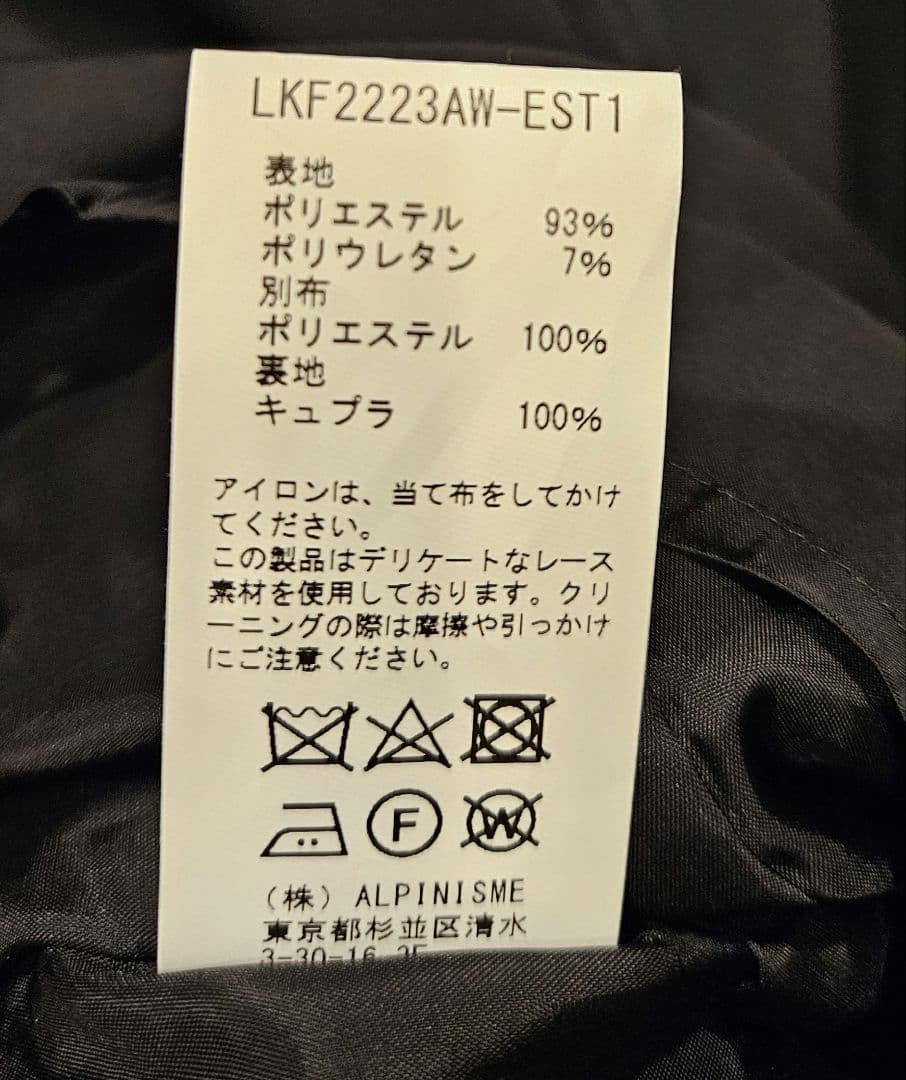 LKF2223AW-EST1
表地
ポリエステル 93%
ポリウレタン 7%
別布
ポリエステル 100%
裏地
キュプラ 100%
アイロンは、当て布をしてかけ
てください。
この製品はデリケートなレース
素材を使用しております。クリ
ーニングの際は摩擦や引っかけ
にご注意ください。
F W
(株) ALPINISME
東京都杉並区清水
3-30-16 3F